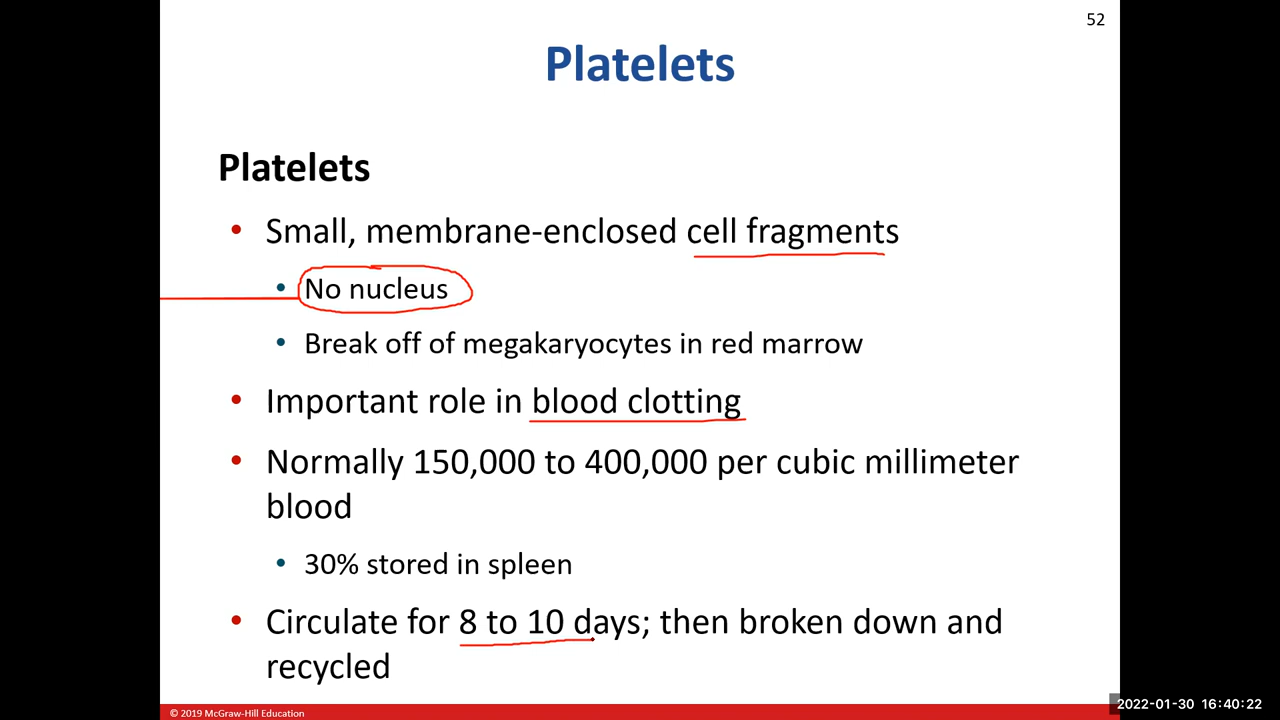 52
Platelets
Platelets
• Small, membrane-enclosed cell fragments
• No nucleus
• Break off of megakaryocytes in red marrow
• Important role in blood clotting
• Normally 150,000 to 400,000 per cubic millimeter
blood
• 30% stored in spleen
• Circulate for 8 to 10 days; then broken down and
recycled
© 2019 McGraw-Hill Education
2022-01-30 16:40:22